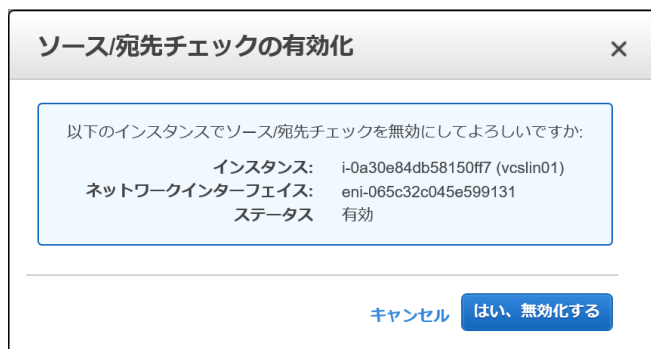 ソース/宛先チェックの有効化
×
以下のインスタンスでソース/宛先チェックを無効にしてよろしいですか:
インスタンス: i-0a30e84db58150ff7 (vcslin01)
ネットワークインターフェイス: eni-065c32c045e599131
ステータス 有効
キャンセル はい、無効化する